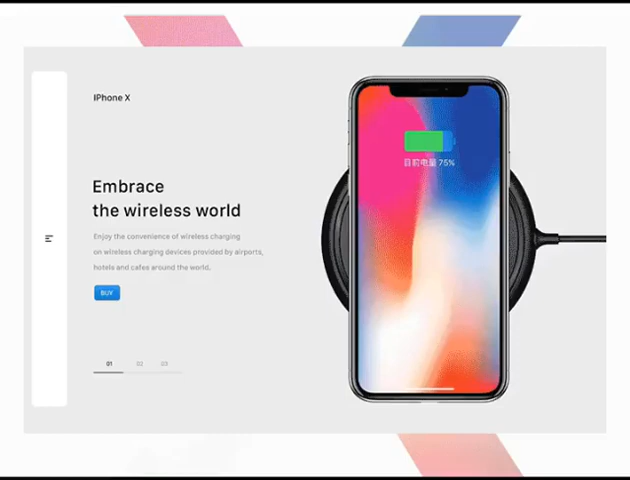 IPhone X
Embrace
the wireless world
Enjoy the convenience of wireless charging
on wireless charging devices provided by airports,
hotels and cafes around the world.
BUY
01 02 03
目前电量 75%